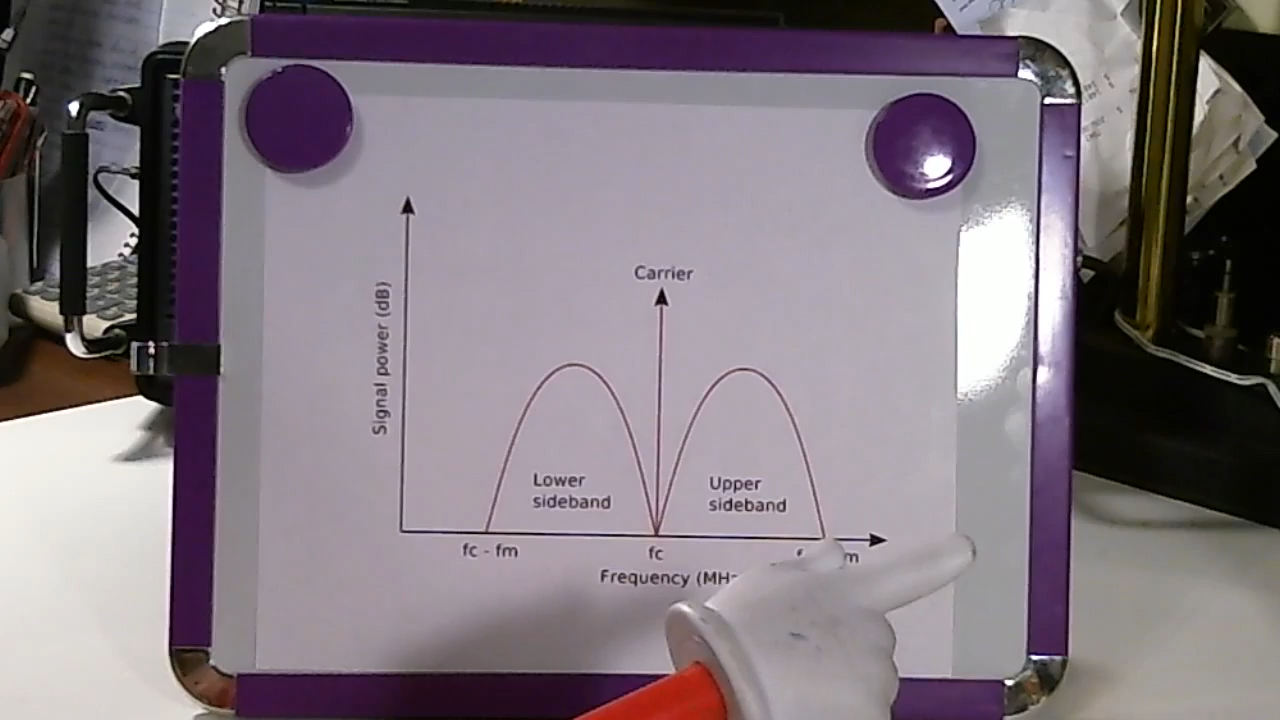 Carrier
Signal power (dB)
Lower
sideband
Upper
sideband
fc - fm
fc
Frequency